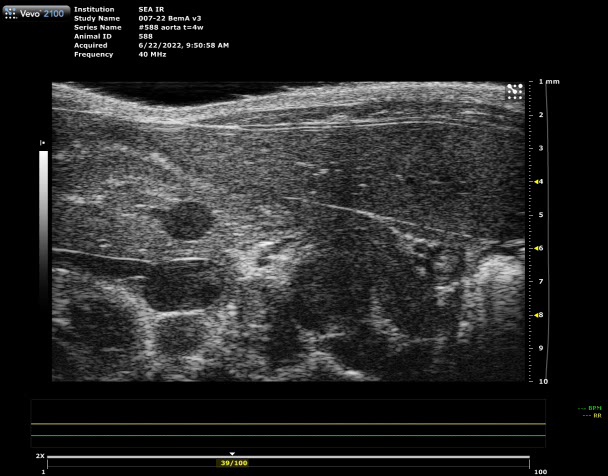 Vevo 2100
Institution SEA IR
Study Name 007-22 BemA v3
Series Name #588 aorta t=4w
Animal ID 588
Acquired 6/22/2022, 9:50:58 AM
Frequency 40 MHz
1 mm
2
3
4
5
6
7
8
9
10
--- BPM
--- RR
2X
39/100
1
100